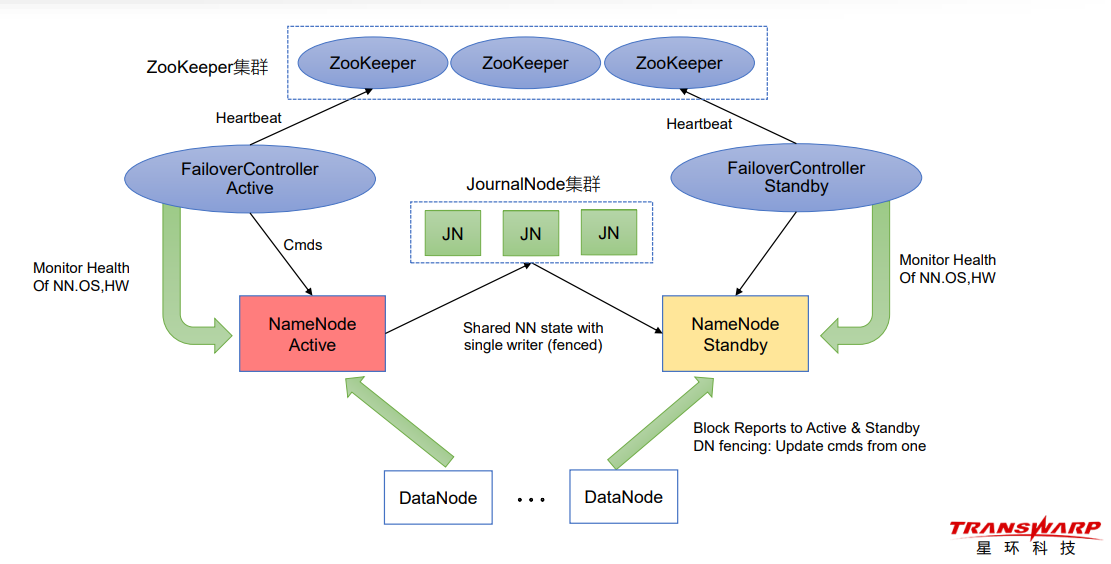 ZooKeeper集群
ZooKeeper
ZooKeeper
ZooKeeper
Heartbeat
Heartbeat
FailoverController
Active
FailoverController
Standby
JournalNode集群
JN
JN
JN
Cmds
Monitor Health
Of NN.OS,HW
Monitor Health
Of NN.OS,HW
NameNode
Active
Shared NN state with
single writer (fenced)
NameNode
Standby
Block Reports to Active & Standby
DN fencing: Update cmds from one
DataNode
...
DataNode
TRANSWARP
星环科技